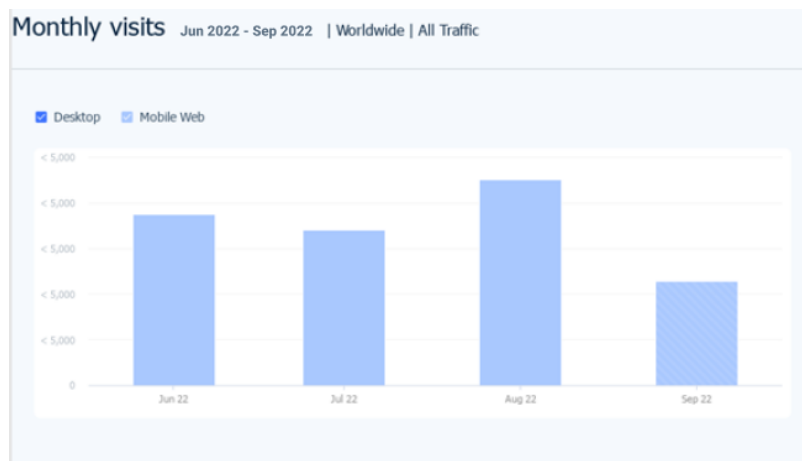 Monthly visits Jun 2022 - Sep 2022 | Worldwide | All Traffic
Desktop Mobile Web
< 5,000
< 5,000
< 5,000
< 5,000
< 5,000
0
Jun 22 Jul 22 Aug 22 Sep 22